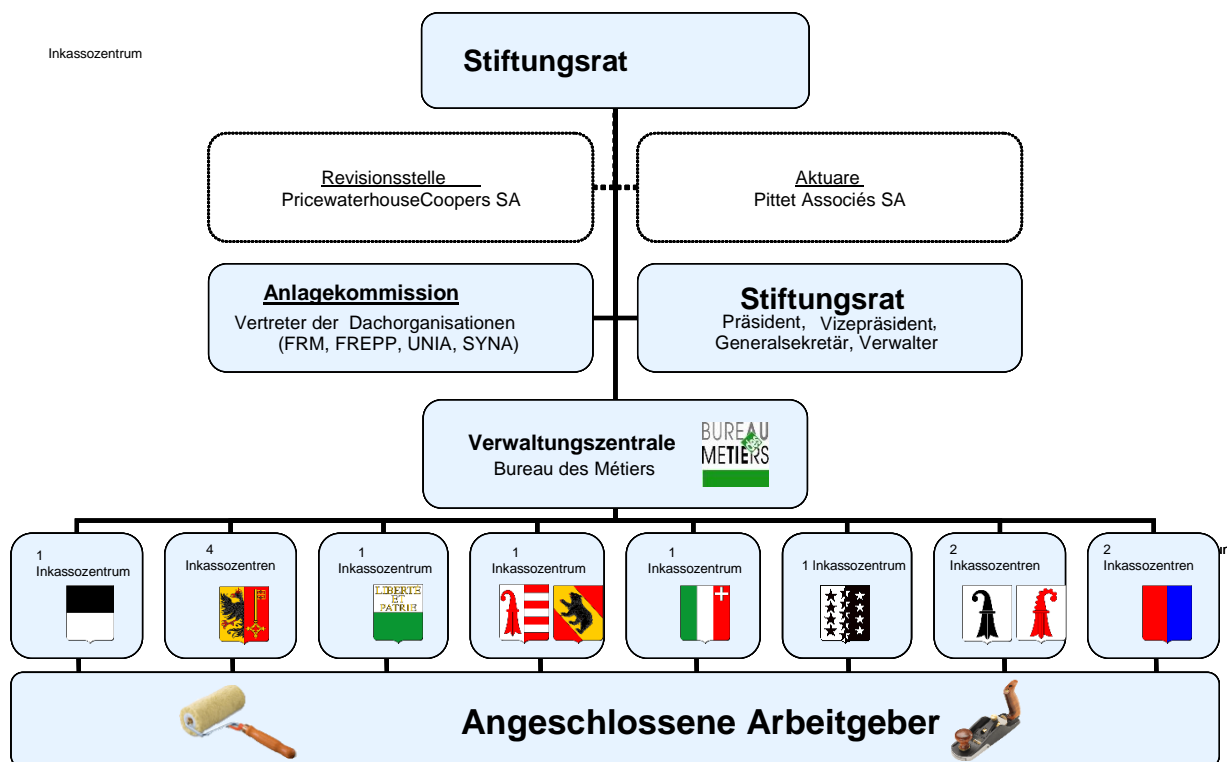 Inkassozentrum
Stiftungsrat
Revisionsstelle
PricewaterhouseCoopers SA
Aktuare
Pittet Associés SA
Anlagekommission
Vertreter der Dachorganisationen
(FRM, FREPP, UNIA, SYNA)
Stiftungsrat
Präsident, Vizepräsident,
Generalsekretär, Verwalter
Verwaltungszentrale
Bureau des Métiers
BUREAU
METIERS
1
Inkassozentrum
4
Inkassozentren
1
Inkassozentrum
LIBERTÉ
ET
PATRIE
1
Inkassozentrum
1
Inkassozentrum
1 Inkassozentrum
2
Inkassozentren
2
Inkassozentren
Angeschlossene Arbeitgeber